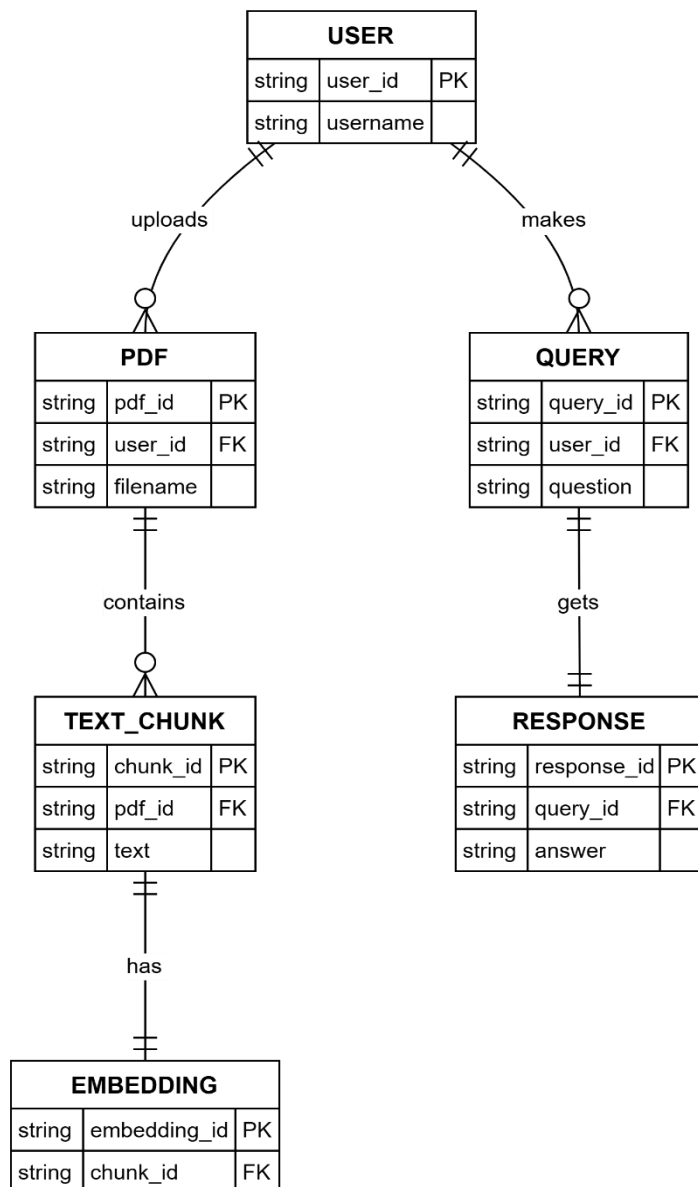 USER
string user_id PK
string username
uploads
makes
PDF
string pdf_id PK
string user_id FK
string filename
QUERY
string query_id PK
string user_id FK
string question
contains
gets
TEXT_CHUNK
string chunk_id PK
string pdf_id FK
string text
RESPONSE
string response_id PK
string query_id FK
string answer
has
EMBEDDING
string embedding_id PK
string chunk_id FK